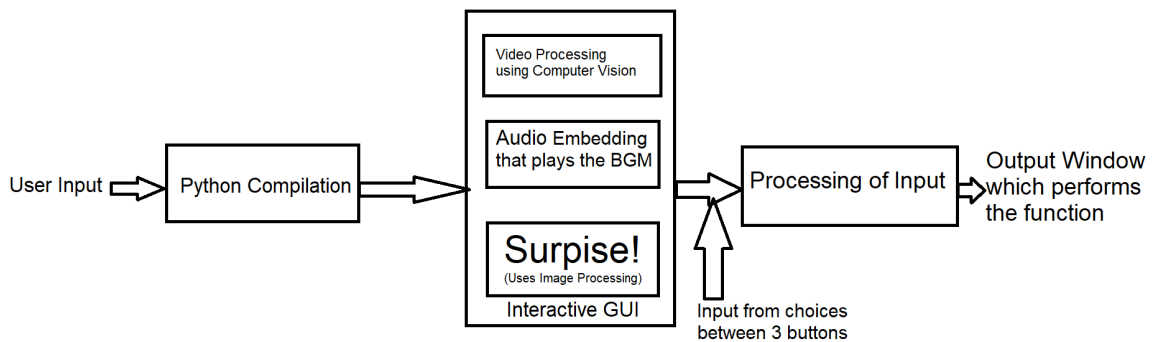 User Input
Python Compilation
Video Processing
using Computer Vision
Audio Embedding
that plays the BGM
Surpise!
(Uses Image Processing)
Interactive GUI
Input from choices
between 3 buttons
Processing of Input
Output Window
which performs
the function